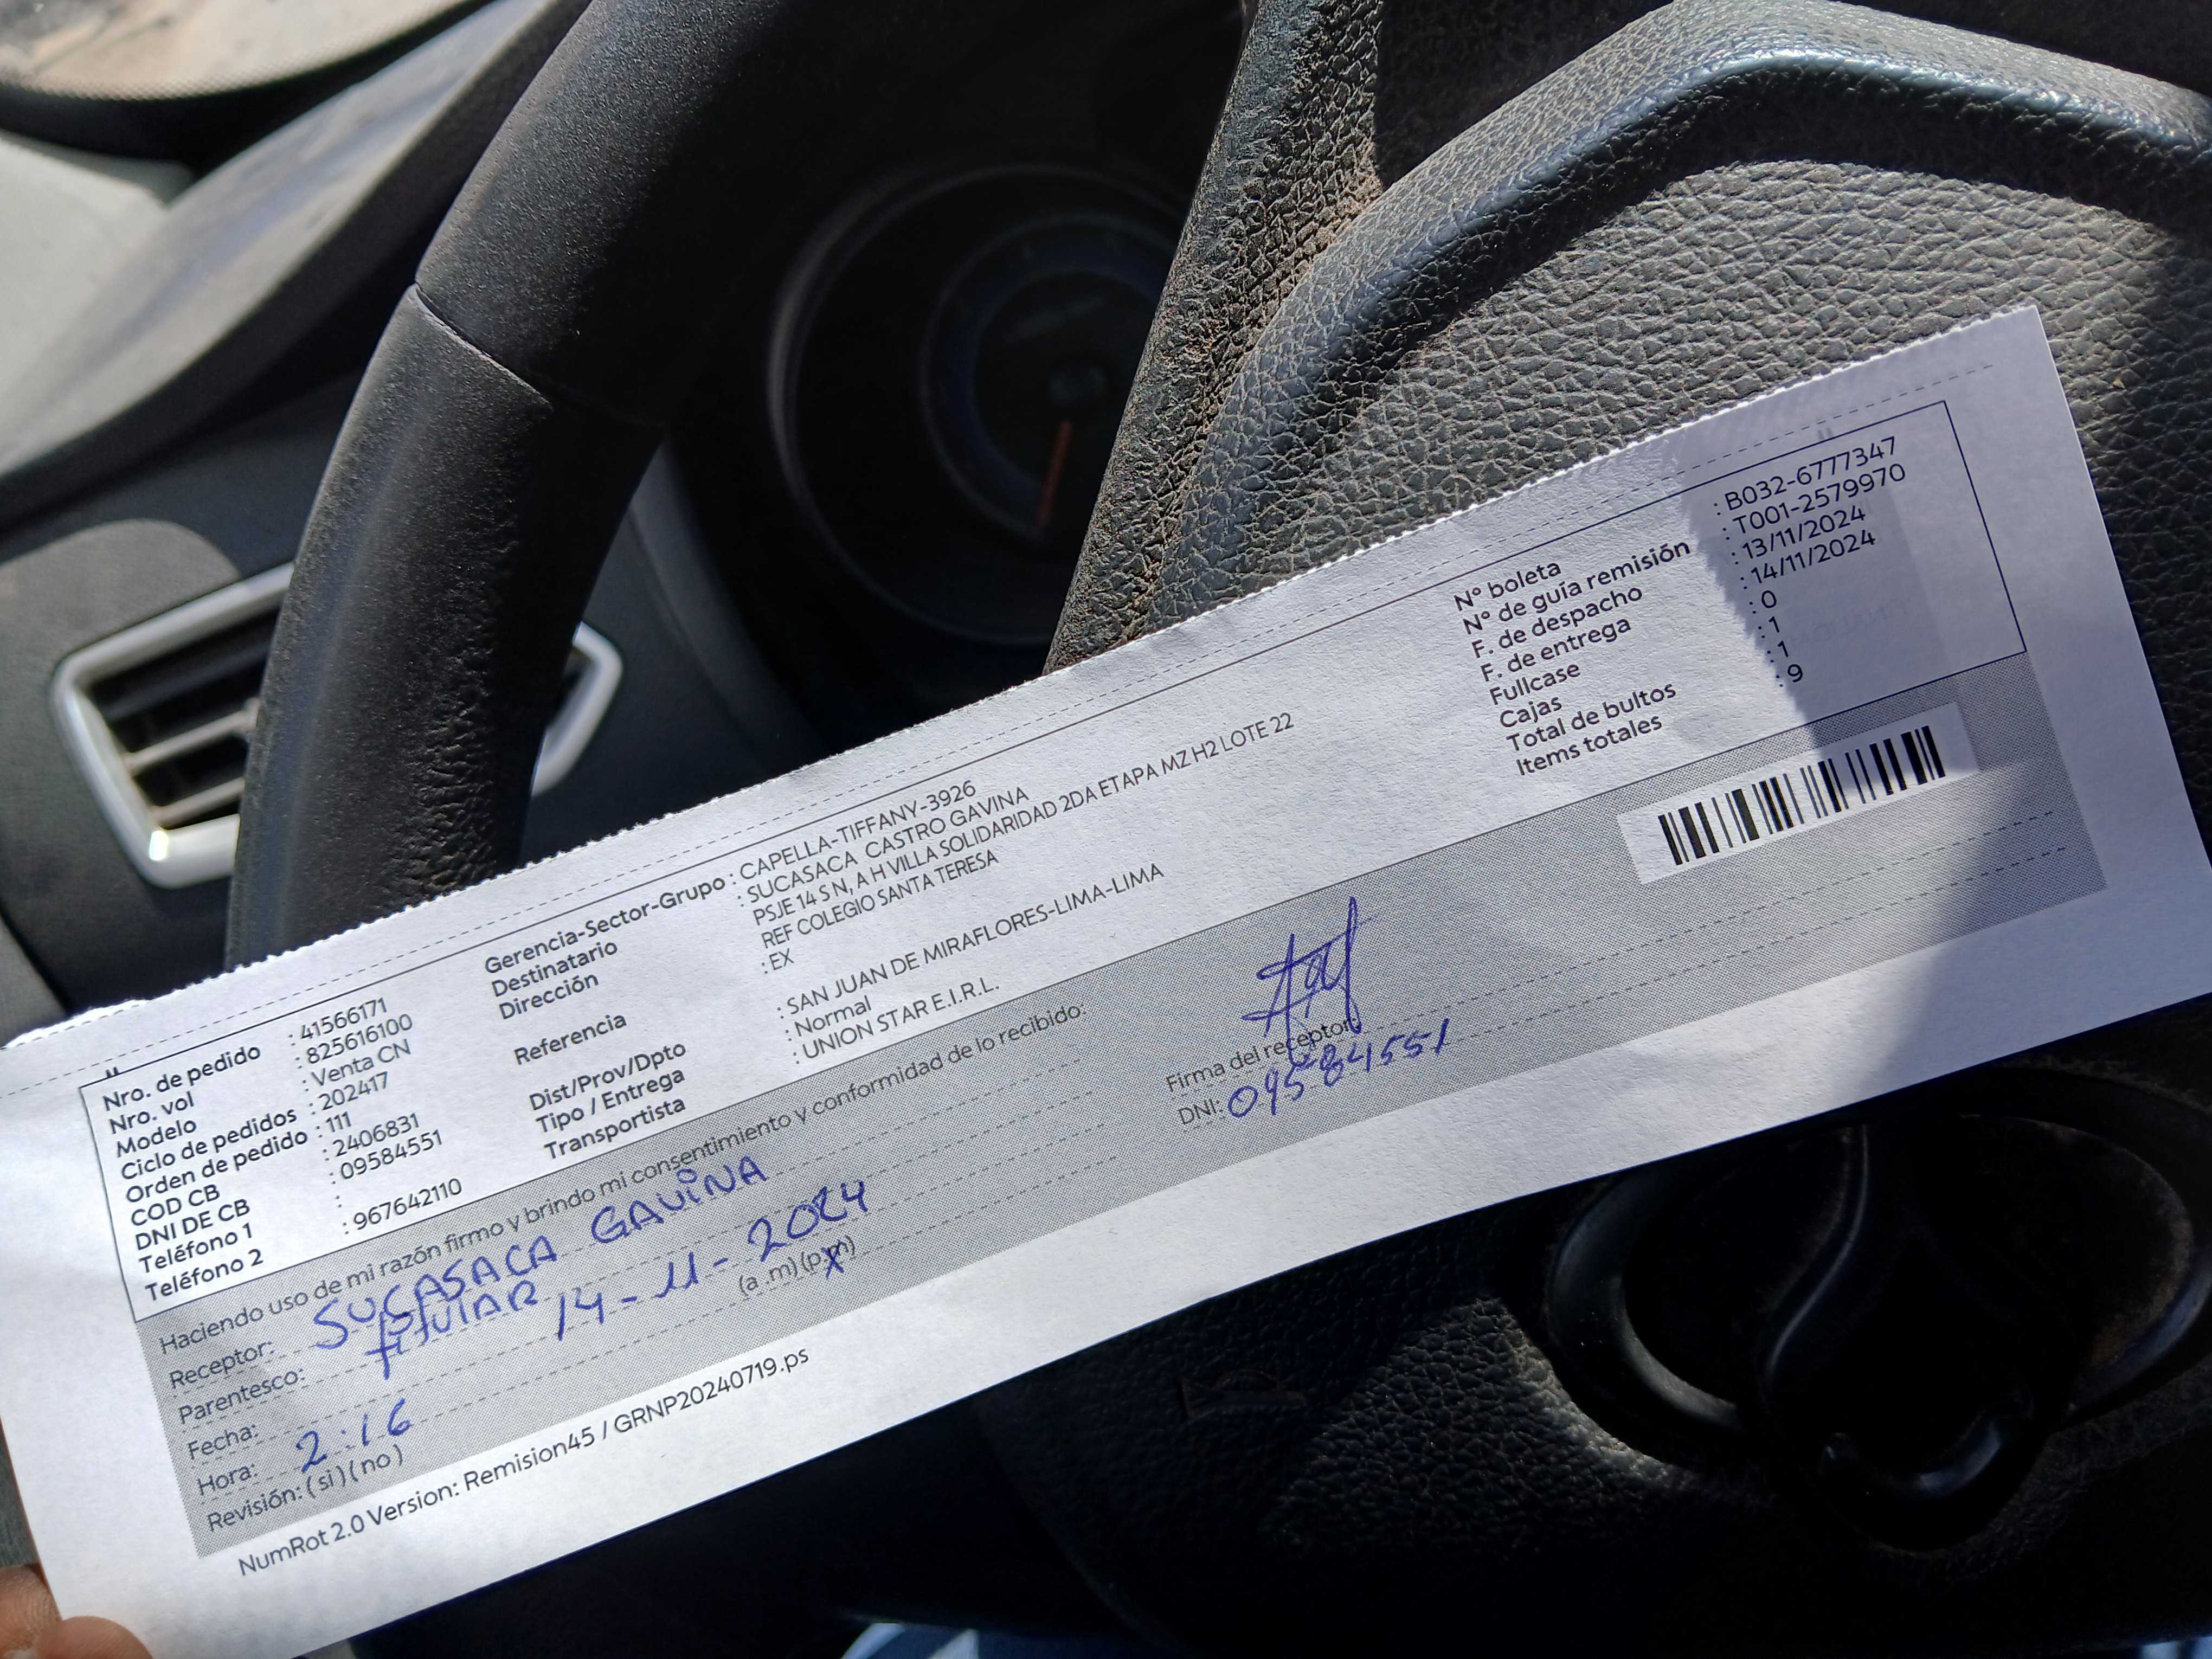 Nro. de pedido : 41566171
Nro. vol : 825616100
Modelo : Venta CN
Ciclo de pedidos : 202417
Orden de pedido : 111
COD CB : 2406831
DNI DE CB : 09584551
Teléfono 1 :
Teléfono 2 : 967642110
Gerencia-Sector-Grupo : CAPELLA-TIFFANY-3926
Destinatario : SUCASACA CASTRO GAVINA
Dirección PSJE 14 S N, A H VILLA SOLIDARIDAD 2DA ETAPA MZ H2 LOTE 22
REF COLEGIO SANTA TERESA
Referencia : EX
Dist/Prov/Dpto : SAN JUAN DE MIRAFLORES-LIMA-LIMA
Tipo / Entrega : Normal
Transportista : UNION STAR E.I.R.L.
N° boleta : B032-6777347
N° de guía remisión : T001-2579970
F. de despacho : 13/11/2024
F. de entrega : 14/11/2024
Fullcase : 0
Cajas : 1
Total de bultos : 1
Items totales : 9
Haciendo uso de mi razón firmo y brindo mi consentimiento y conformidad de lo recibido:
Receptor: SUCASACA GAVINA
Parentesco:
Fecha: 14-11-2024
Hora: 2:16 (a.m) (p.m)
Revisión: (si) (no)
Firma del receptor:
DNI: 09584551
NumRot 2.0 Version: Remision45 / GRNP20240719.ps